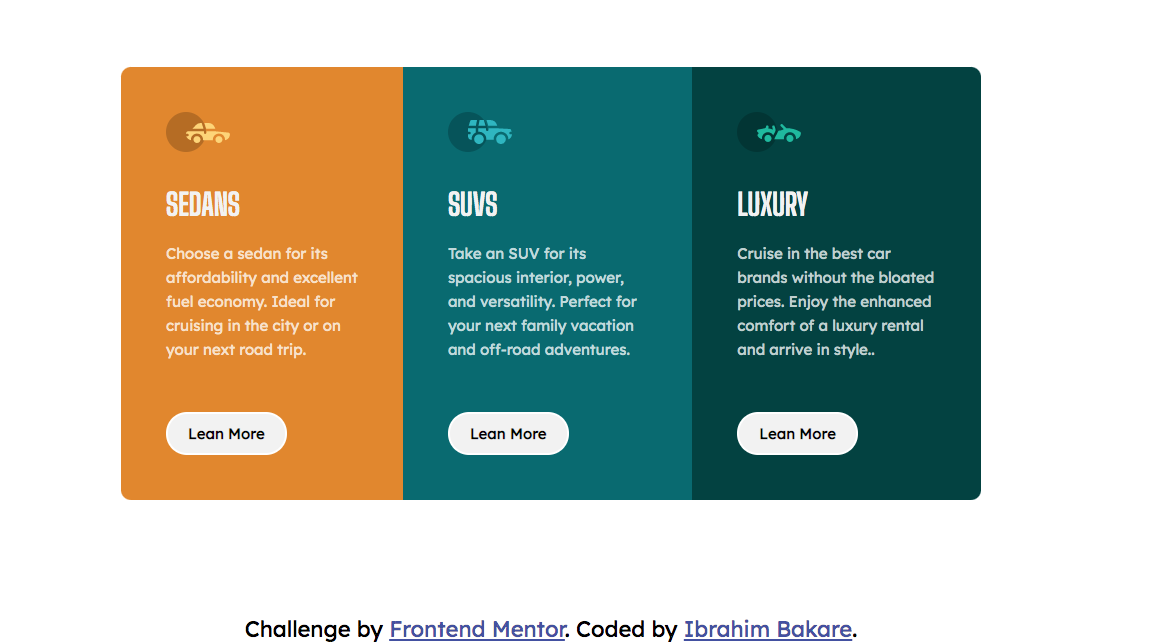 SEDANS
Choose a sedan for its
affordability and excellent
fuel economy. Ideal for
cruising in the city or on
your next road trip.
Lean More
SUVS
Take an SUV for its
spacious interior, power,
and versatility. Perfect for
your next family vacation
and off-road adventures.
Lean More
LUXURY
Cruise in the best car
brands without the bloated
prices. Enjoy the enhanced
comfort of a luxury rental
and arrive in style..
Lean More
Challenge by Frontend Mentor. Coded by Ibrahim Bakare.